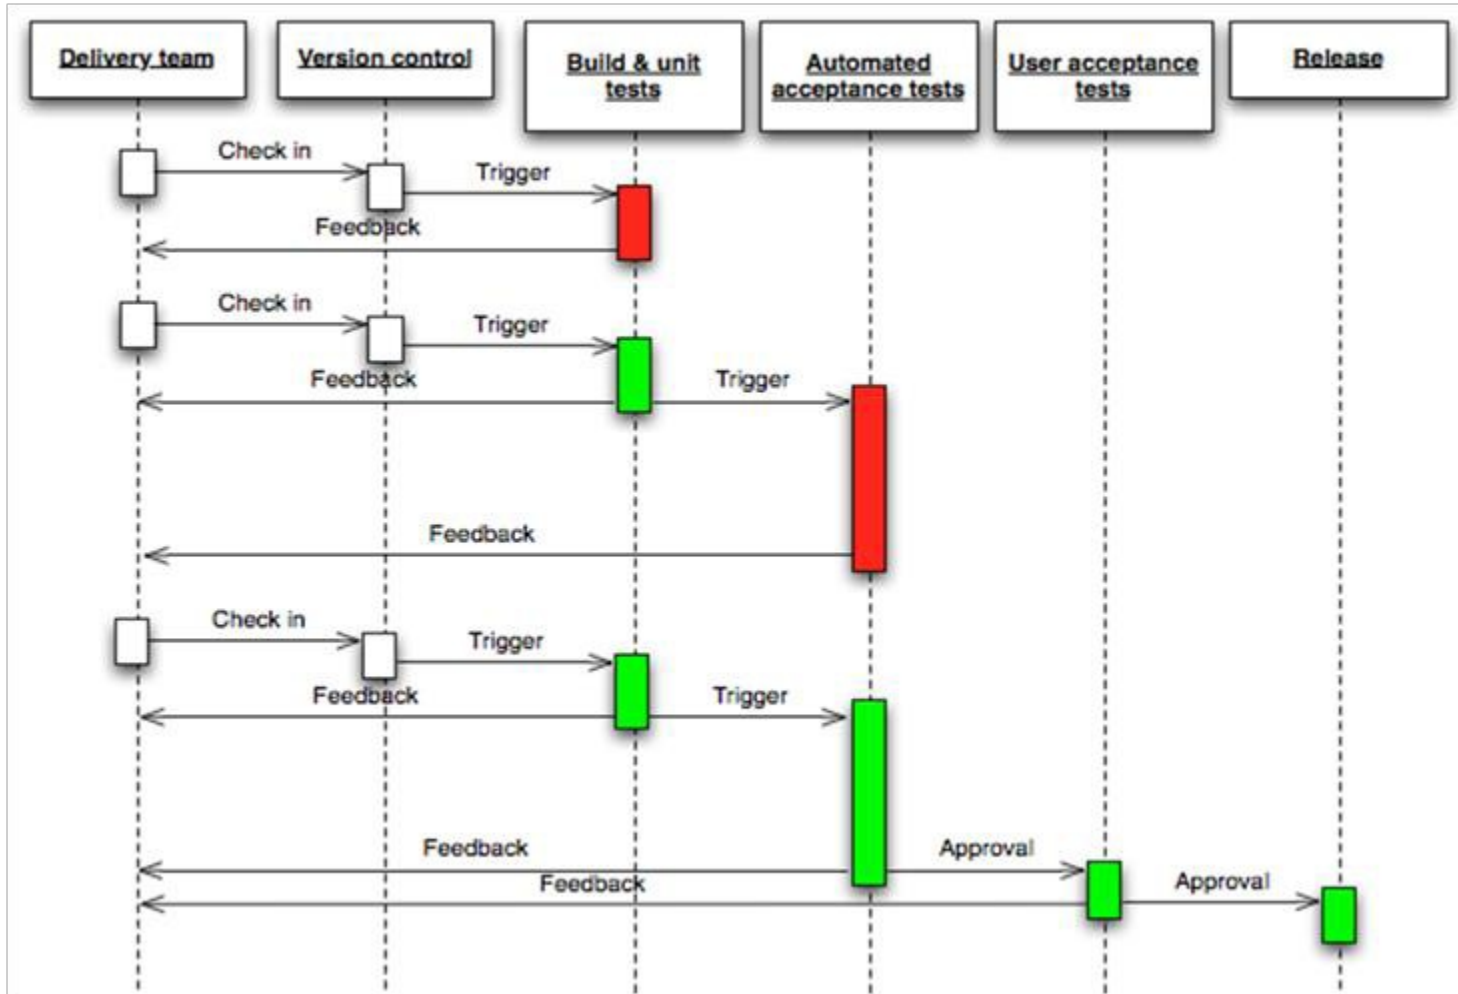 Delivery team
Version control
Build & unit
tests
Automated
acceptance tests
User acceptance
tests
Release
Check in
Trigger
Feedback
Check in
Trigger
Feedback
Trigger
Feedback
Check in
Trigger
Feedback
Trigger
Feedback
Approval
Feedback
Approval